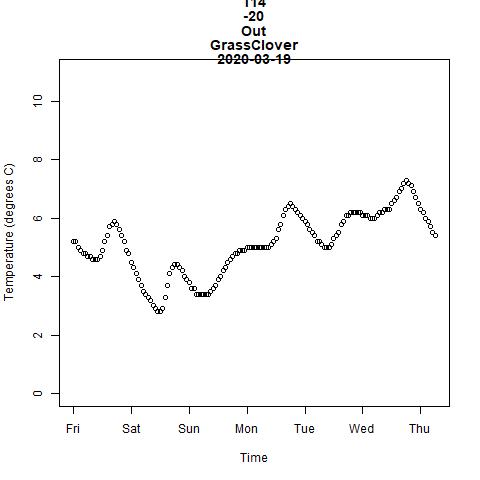 114
-20
Out
GrassClover
2020-03-19
Temperature (degrees C)
10
8
6
4
2
0
Fri Sat Sun Mon Tue Wed Thu
Time